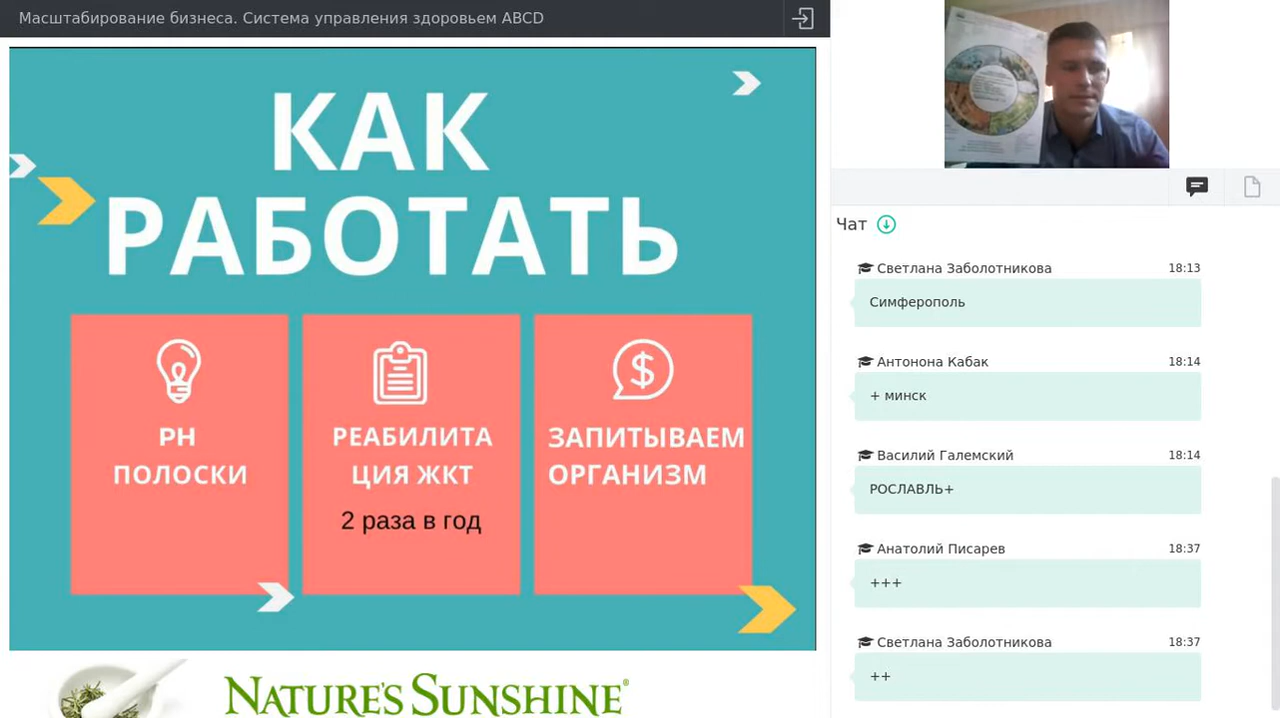 Масштабирование бизнеса. Система управления здоровьем ABCD
КАК
РАБОТАТЬ
PH
ПОЛОСКИ
РЕАБИЛИТА
ЦИЯ ЖКТ
2 раза в год
ЗАПИТЫВАЕМ
ОРГАНИЗМ
NATURE'S SUNSHINE®
Чат
Светлана Заболотникова 18:13
Симферополь
Антонона Кабак 18:14
+ минск
Василий Галемский 18:14
РОСЛАВЛЬ+
Анатолий Писарев 18:37
+++
Светлана Заболотникова 18:37
++